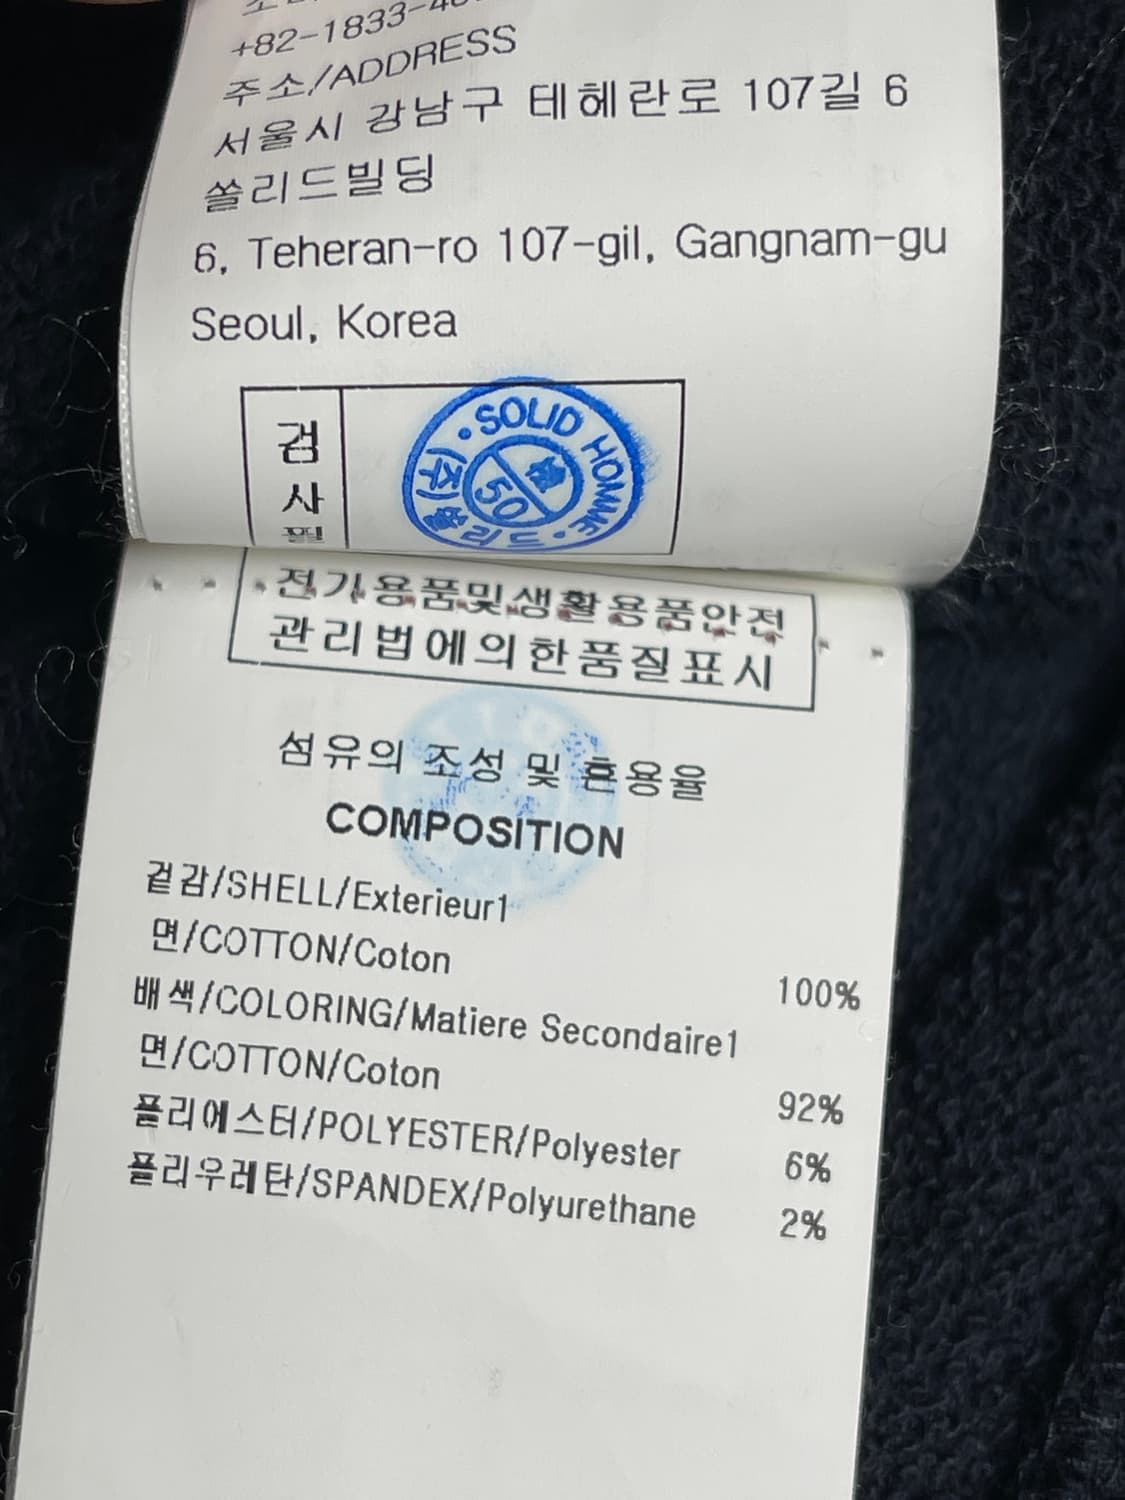 +82-1833-
주소/ADDRESS
서울시 강남구 테헤란로 107길 6
쏠리드빌딩
6, Teheran-ro 107-gil, Gangnam-gu
Seoul, Korea
검
사
필
• SOLID HOMME •
(주)쏠리드
50
전기용품및생활용품안전
관리법에의한품질표시
섬유의 조성 및 혼용율
COMPOSITION
겉감/SHELL/Exterieur1
면/COTTON/Coton 100%
배색/COLORING/Matiere Secondaire1
면/COTTON/Coton 92%
폴리에스터/POLYESTER/Polyester 6%
폴리우레탄/SPANDEX/Polyurethane 2%